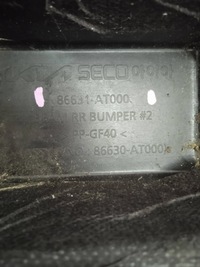 SECO
86631-AT000
RR BUMPER #2
PP-GF40 <
86630-AT000